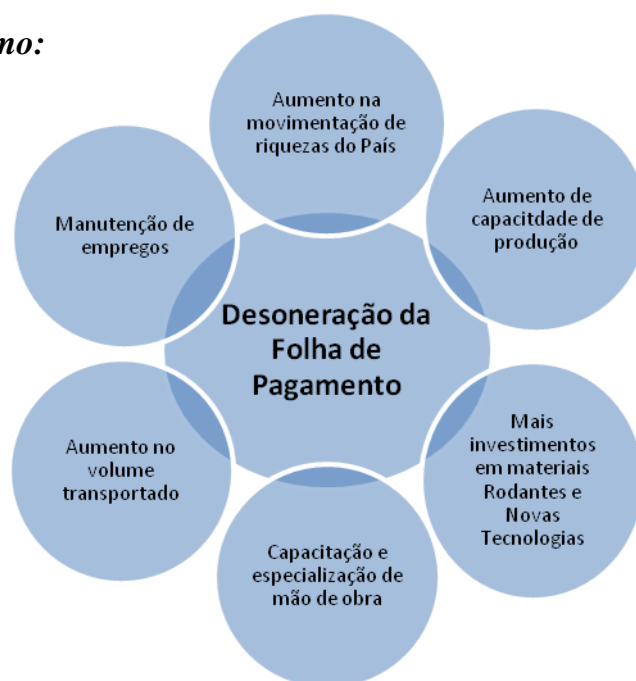 no:
Aumento na
movimentação de
riquezas do País
Aumento de
capacitdade de
produção
Mais
investimentos
em materiais
Rodantes e
Novas
Tecnologias
Capacitação e
especialização de
mão de obra
Aumento no
volume
transportado
Manutenção de
empregos
Desoneração da
Folha de
Pagamento